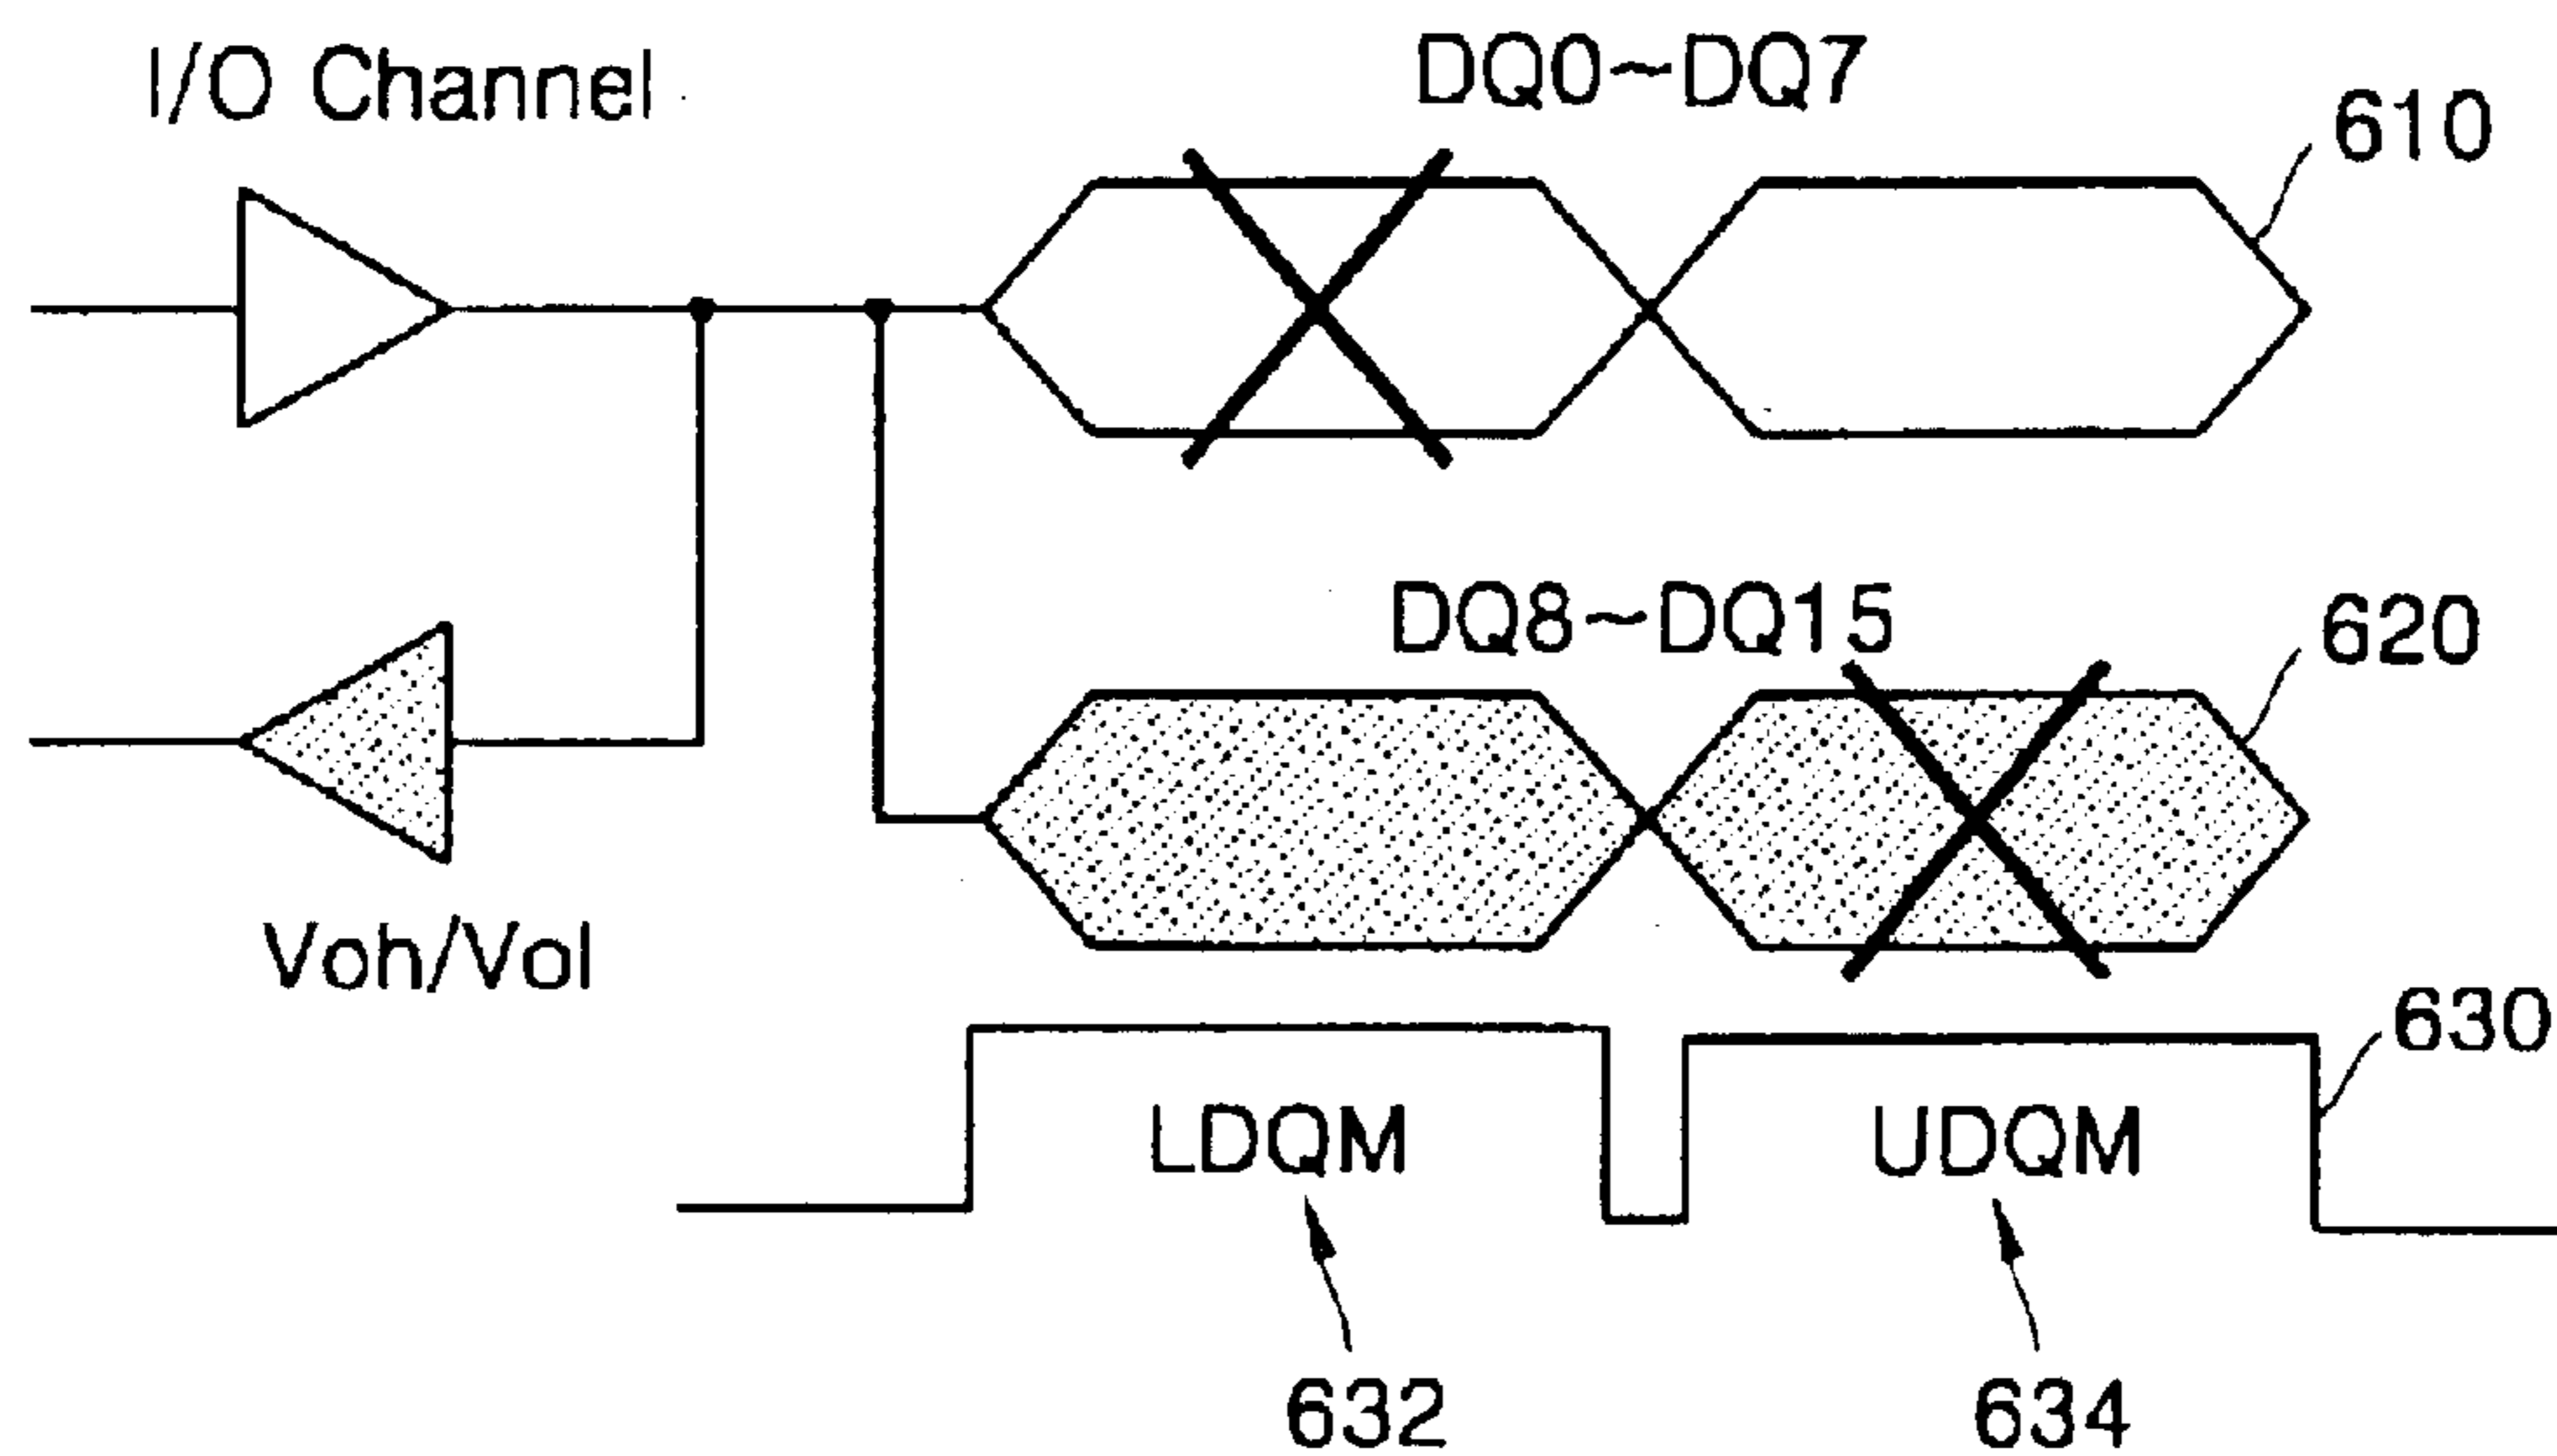 I/O Channel
DQ0~DQ7
610
DQ8~DQ15
620
Voh/Vol
630
LDQM
UDQM
632
634